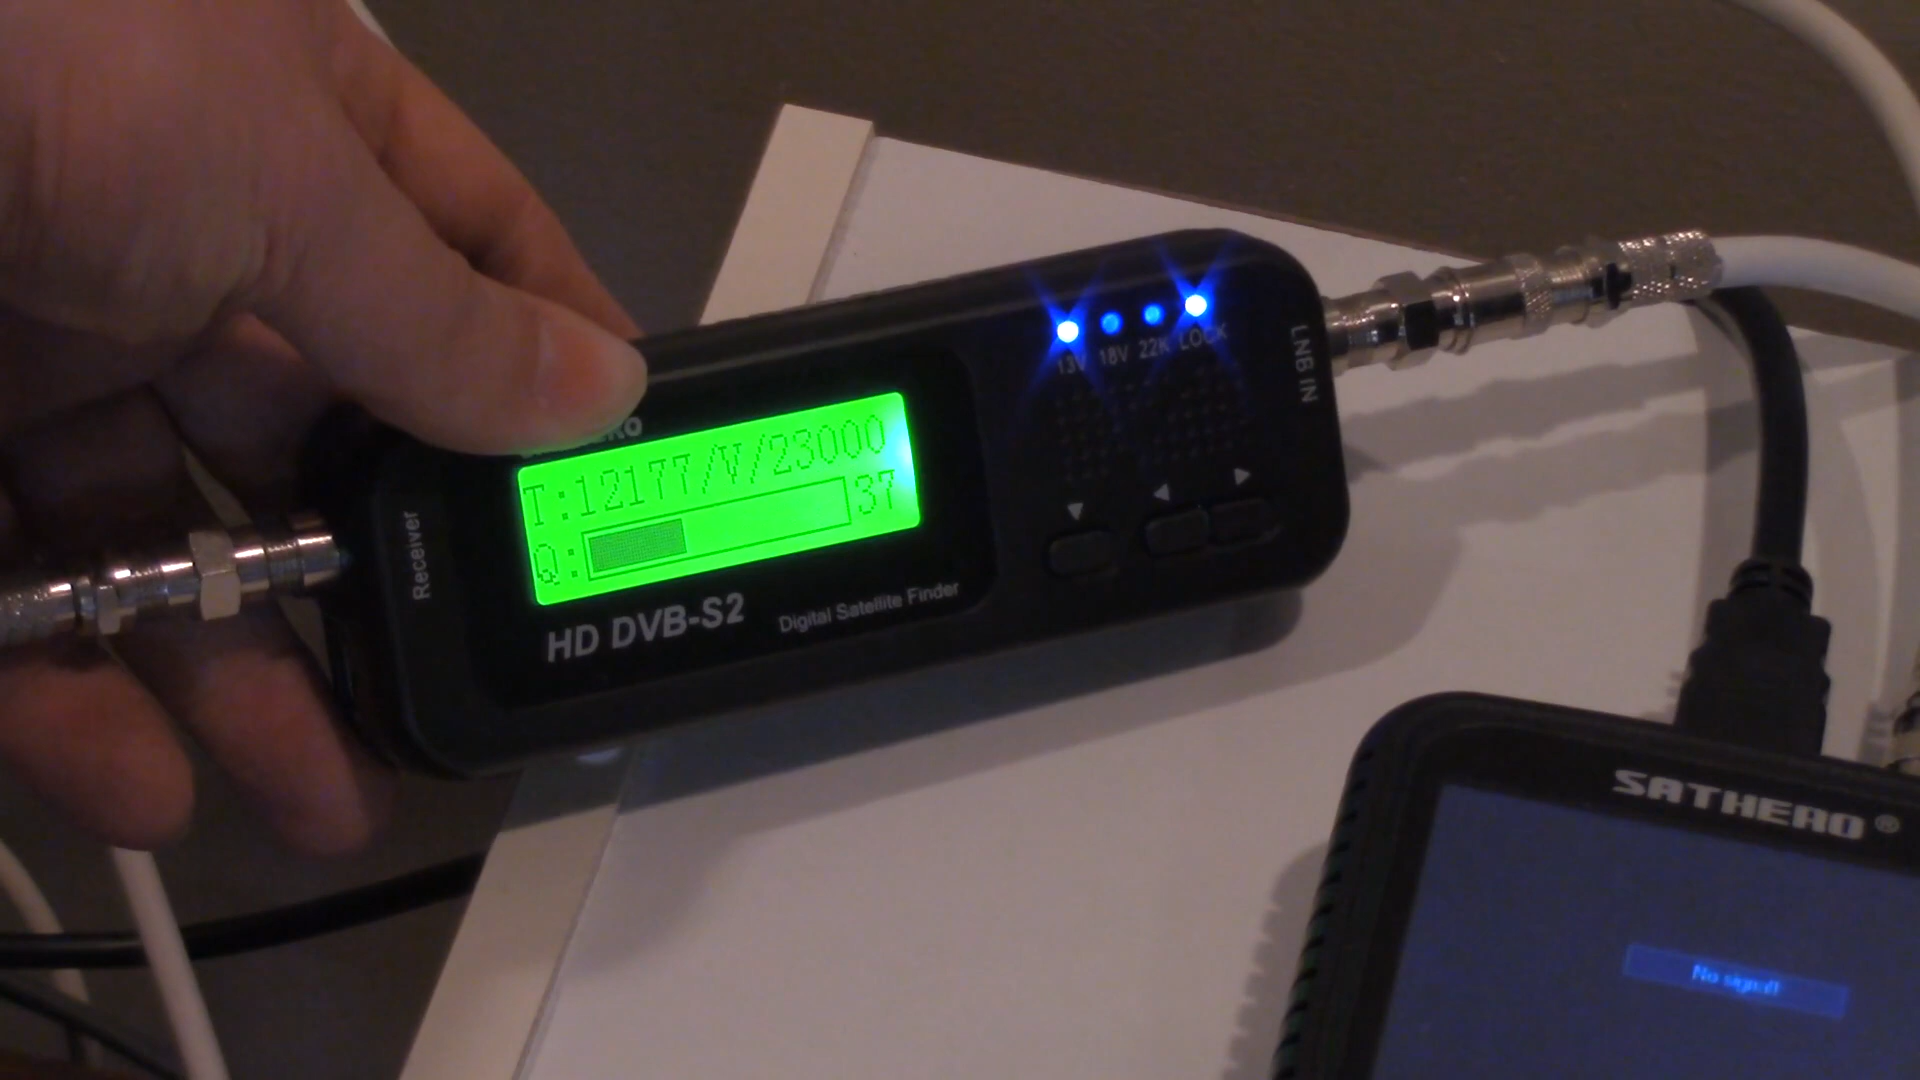 13V 18V 22K LOCK
LNB IN
T:12177/V/23000
Q: 37
Receiver
HD DVB-S2
Digital Satellite Finder
SATHERO®
No signal!